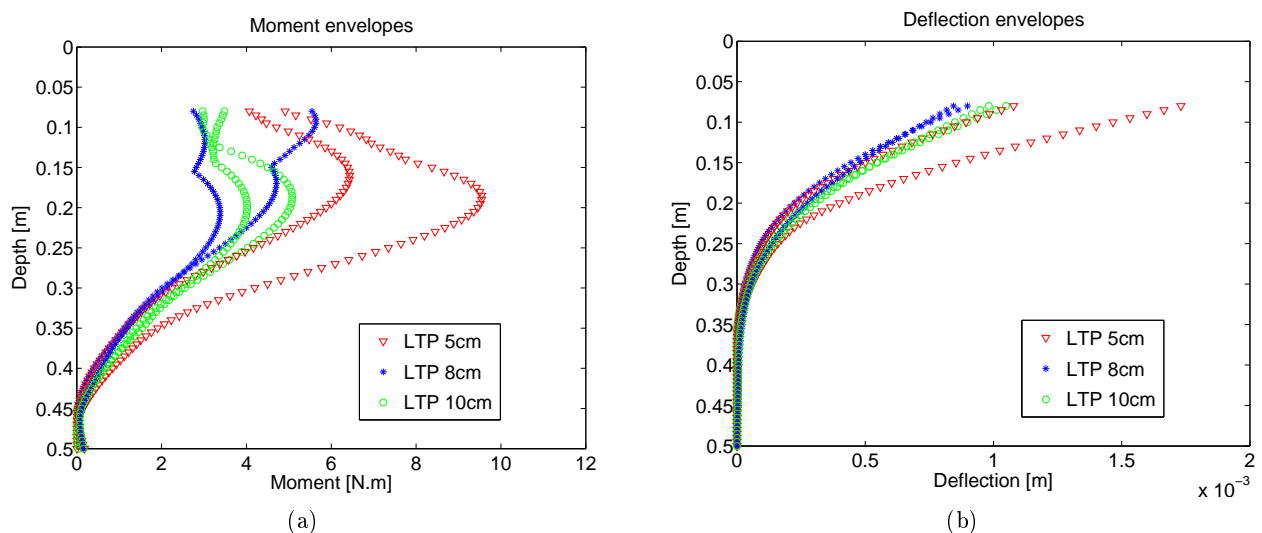 Moment envelopes
0
0.05
0.1
0.15
0.2
0.25
0.3
0.35
0.4
0.45
0.5
Depth [m]
LTP 5cm
LTP 8cm
LTP 10cm
0 2 4 6 8 10 12
Moment [N.m]
(a)
Deflection envelopes
0
0.05
0.1
0.15
0.2
0.25
0.3
0.35
0.4
0.45
0.5
Depth [m]
LTP 5cm
LTP 8cm
LTP 10cm
0 0.5 1 1.5 2
Deflection [m]
x 10⁻³
(b)